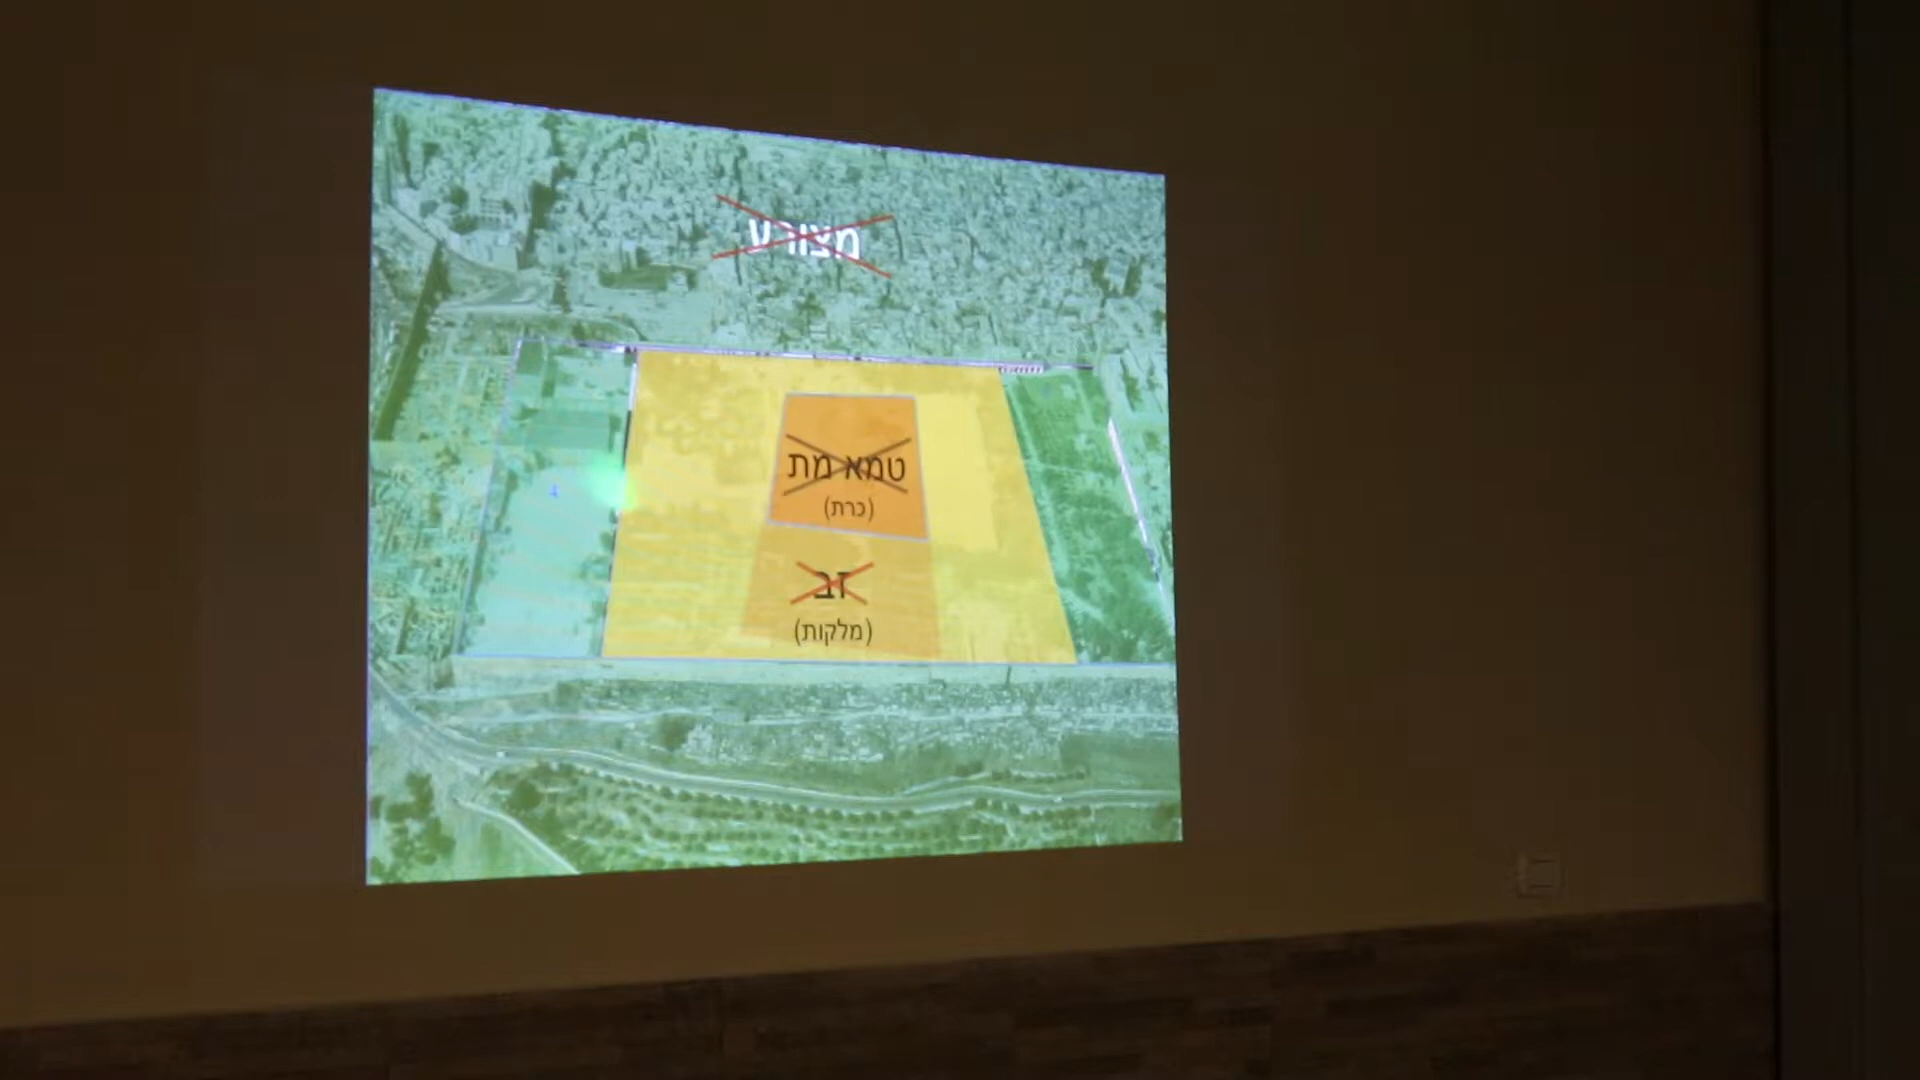 מצורע
טמא מת
(כרת)
זב
(מלקות)